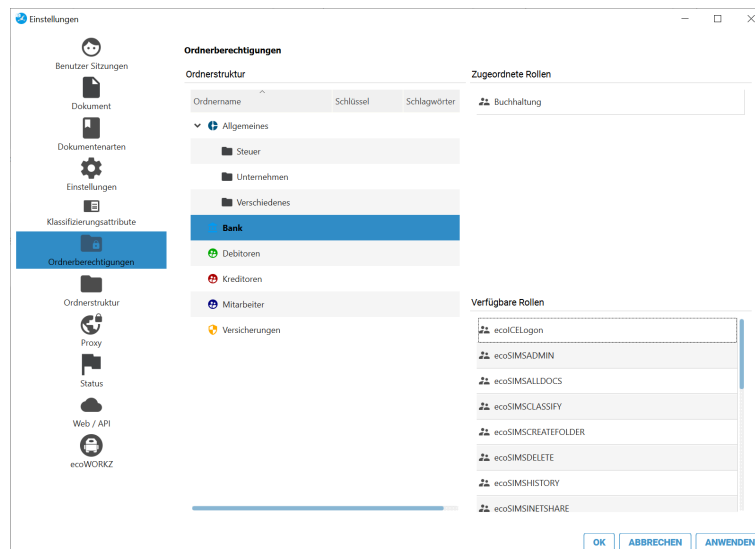 Einstellungen
Benutzer Sitzungen
Dokument
Dokumentenarten
Einstellungen
Klassifizierungsattribute
Ordnerberechtigungen
Ordnerstruktur
Proxy
Status
Web / API
ecoWORKZ
Ordnerberechtigungen
Ordnerstruktur
Ordnername Schlüssel Schlagwörter
Allgemeines
Steuer
Unternehmen
Verschiedenes
Bank
Debitoren
Kreditoren
Mitarbeiter
Versicherungen
Zugeordnete Rollen
Buchhaltung
Verfügbare Rollen
ecoICELogon
ecoSIMSADMIN
ecoSIMSALLDOCS
ecoSIMSCLASSIFY
ecoSIMSCREATEFOLDER
ecoSIMSDELETE
ecoSIMSHISTORY
ecoSIMSINETSHARE
OK ABBRECHEN ANWENDEN